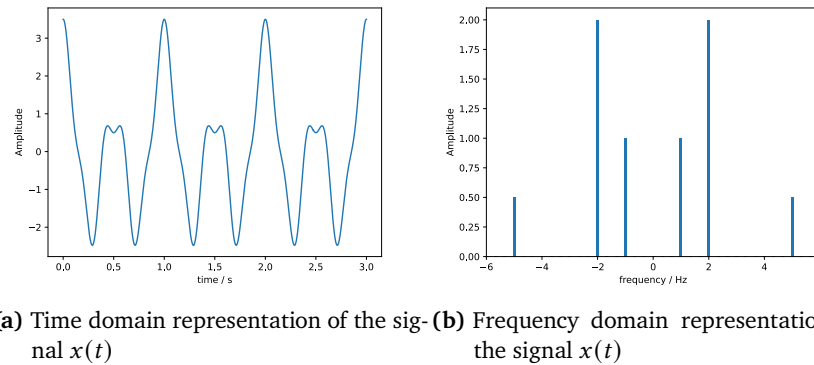 3
2
1
0
−1
−2
Amplitude
0.0 0.5 1.0 1.5 2.0 2.5 3.0
time / s
2.00
1.75
1.50
1.25
1.00
0.75
0.50
0.25
0.00
Amplitude
−6 −4 −2 0 2 4
frequency / Hz
(a) Time domain representation of the sig-
nal x(t)
(b) Frequency domain representatio
the signal x(t)